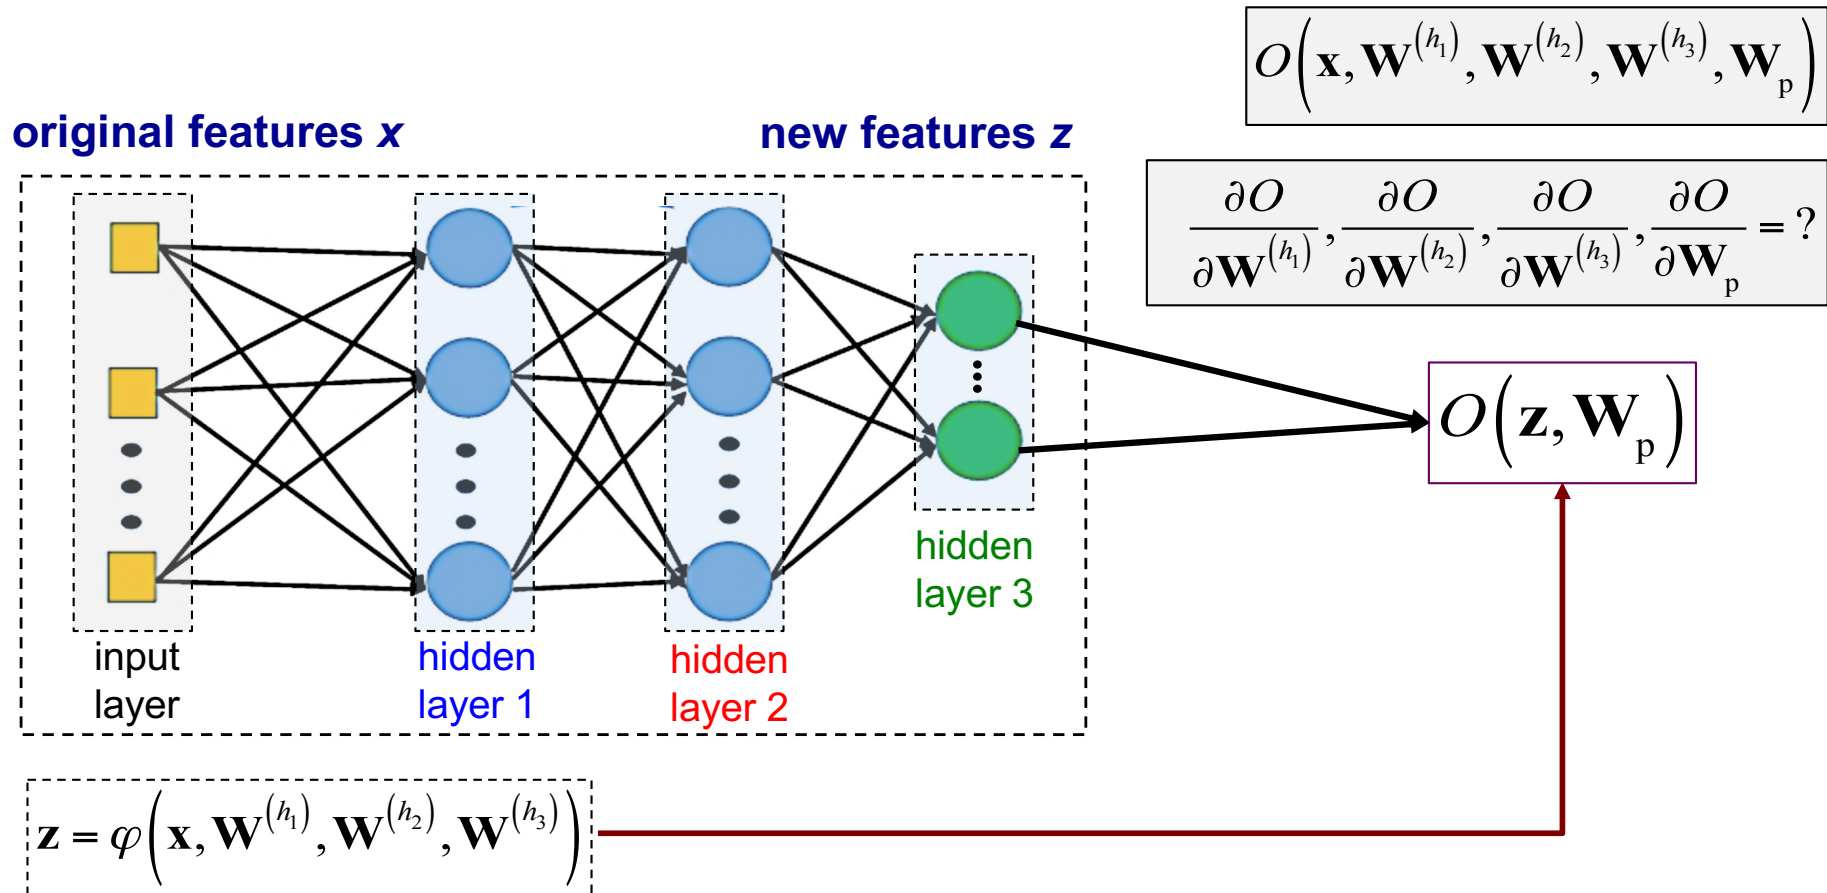 O(x, W^(h₁), W^(h₂), W^(h₃), W_p)
original features x
new features z
∂O/∂W^(h₁), ∂O/∂W^(h₂), ∂O/∂W^(h₃), ∂O/∂W_p = ?
O(z, W_p)
hidden
layer 3
input
layer
hidden
layer 1
hidden
layer 2
z = φ(x, W^(h₁), W^(h₂), W^(h₃))